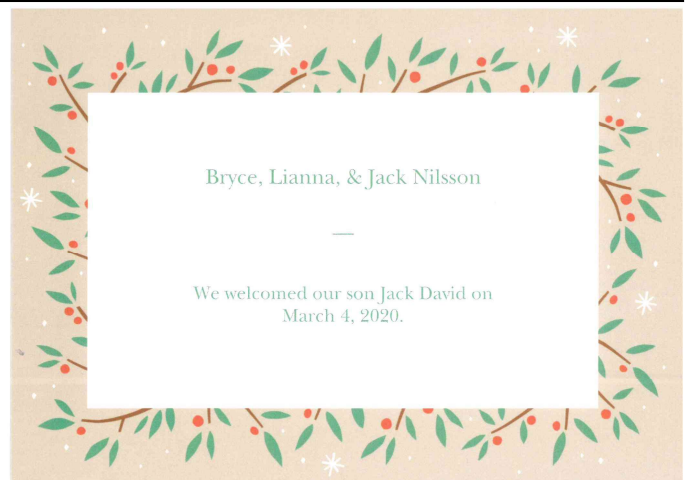 Bryce, Lianna, & Jack Nilsson
—
We welcomed our son Jack David on
March 4, 2020.